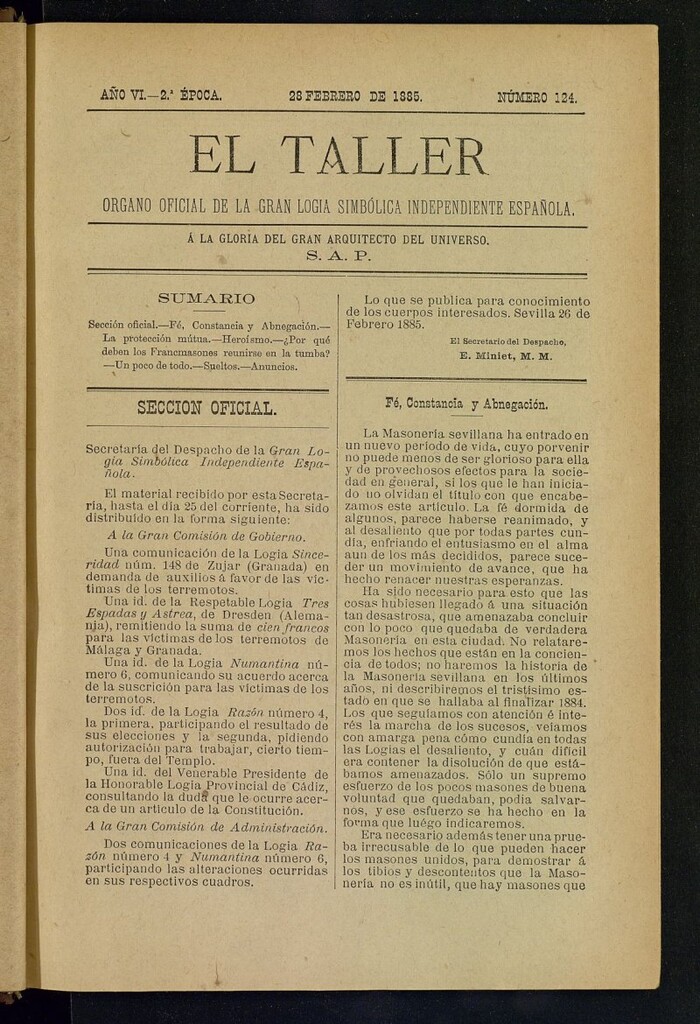 AÑO VI.—2.ª ÉPOCA. 28 FEBRERO DE 1885. NÚMERO 124.
EL TALLER
ORGANO OFICIAL DE LA GRAN LOGIA SIMBÓLICA INDEPENDIENTE ESPAÑOLA.
Á LA GLORIA DEL GRAN ARQUITECTO DEL UNIVERSO.
S. A. P.
SUMARIO
Sección oficial.—Fé, Constancia y Abnegación.—
La protección mútua.—Heroísmo.—¿Por qué
deben los Francmasones reunirse en la tumba?
—Un poco de todo.—Sueltos.—Anuncios.
SECCION OFICIAL.
Secretaría del Despacho de la Gran Lo-
gia Simbólica Independiente Espa-
ñola.
El material recibido por esta Secreta-
ría, hasta el dia 25 del corriente, ha sido
distribuido en la forma siguiente:
A la Gran Comisión de Gobierno.
Una comunicación de la Logia Since-
ridad núm. 148 de Zujar (Granada) en
demanda de auxilios á favor de las víc-
timas de los terremotos.
Una id. de la Respetable Logia Tres
Espadas y Astrea, de Dresden (Alema-
nia), remitiendo la suma de cien francos
para las víctimas de los terremotos de
Málaga y Granada.
Una id. de la Logia Numantina nú-
mero 6, comunicando su acuerdo acerca
de la suscrición para las víctimas de los
terremotos.
Dos id. de la Logia Razón número 4,
la primera, participando el resultado de
sus elecciones y la segunda, pidiendo
autorización para trabajar, cierto tiem-
po, fuera del Templo.
Una id. del Venerable Presidente de
la Honorable Logia Provincial de Cádiz,
consultando la duda que le ocurre acer-
ca de un artículo de la Constitución.
A la Gran Comisión de Administración.
Dos comunicaciones de la Logia Ra-
zón número 4 y Numantina número 6,
participando las alteraciones ocurridas
en sus respectivos cuadros.
Lo que se publica para conocimiento
de los cuerpos interesados. Sevilla 26 de
Febrero 1885.
El Secretario del Despacho,
E. Miniet, M. M.
Fé, Constancia y Abnegación.
La Masonería sevillana ha entrado en
un nuevo período de vida, cuyo porvenir
no puede menos de ser glorioso para ella
y de provechosos efectos para la socie-
dad en general, si los que le han inicia-
do no olvidan el título con que encabe-
zamos este artículo. La fé dormida de
algunos, parece haberse reanimado, y
al desaliento que por todas partes cun-
día, enfriando el entusiasmo en el alma
aun de los más decididos, parece suce-
der un movimiento de avance, que ha
hecho renacer nuestras esperanzas.
Ha sido necesario para esto que las
cosas hubiesen llegado á una situación
tan desastrosa, que amenazaba concluir
con lo poco que quedaba de verdadera
Masonería en esta ciudad. No relatare-
mos los hechos que están en la concien-
cia de todos; no haremos la historia de
la Masonería sevillana en los últimos
años, ni describiremos el tristísimo es-
tado en que se hallaba al finalizar 1884.
Los que seguíamos con atención é inte-
rés la marcha de los sucesos, veíamos
con amarga pena cómo cundía en todas
las Logias el desaliento, y cuán difícil
era contener la disolución de que está-
bamos amenazados. Sólo un supremo
esfuerzo de los pocos masones de buena
voluntad que quedaban, podia salvar-
nos, y ese esfuerzo se ha hecho en la
forma que luégo indicaremos.
Era necesario además tener una prue-
ba irrecusable de lo que pueden hacer
los masones unidos, para demostrar á
los tibios y descontentos que la Maso-
nería no es inútil, que hay masones que